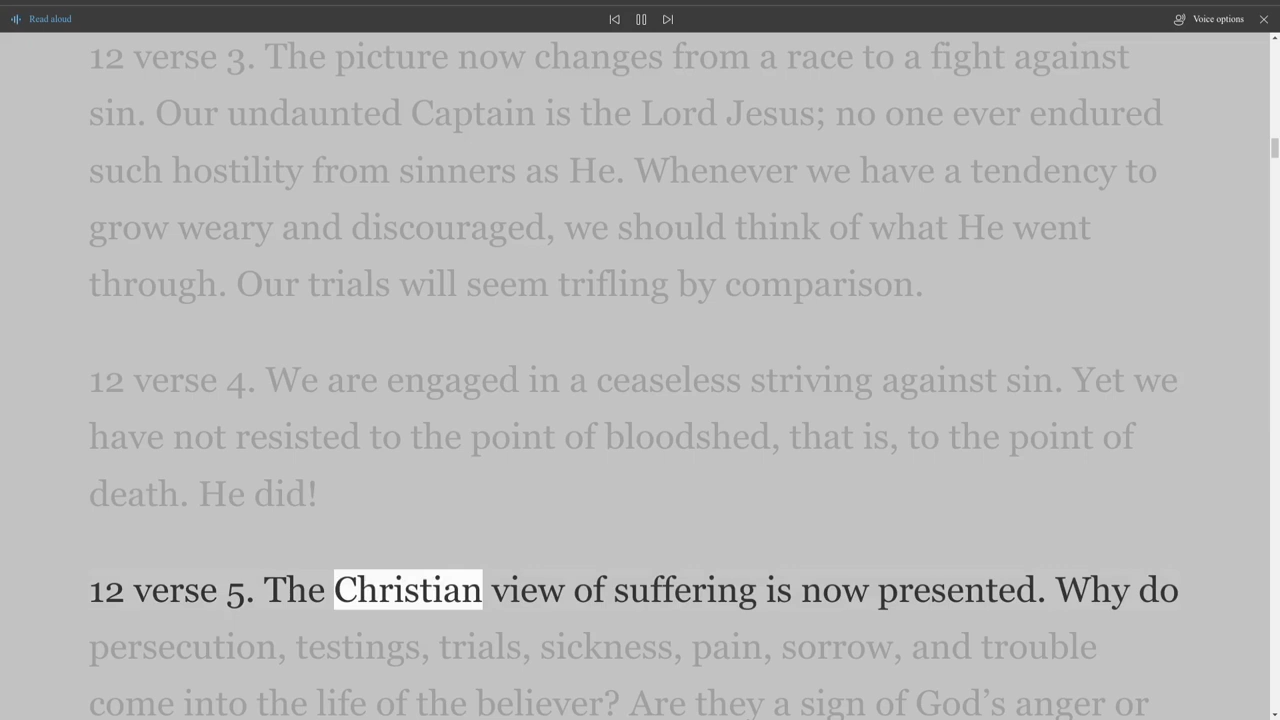 Read aloud
Voice options
12 verse 3. The picture now changes from a race to a fight against
sin. Our undaunted Captain is the Lord Jesus; no one ever endured
such hostility from sinners as He. Whenever we have a tendency to
grow weary and discouraged, we should think of what He went
through. Our trials will seem trifling by comparison.
12 verse 4. We are engaged in a ceaseless striving against sin. Yet we
have not resisted to the point of bloodshed, that is, to the point of
death. He did!
12 verse 5. The Christian view of suffering is now presented. Why do
persecution, testings, trials, sickness, pain, sorrow, and trouble
come into the life of the believer? Are they a sign of God’s anger or